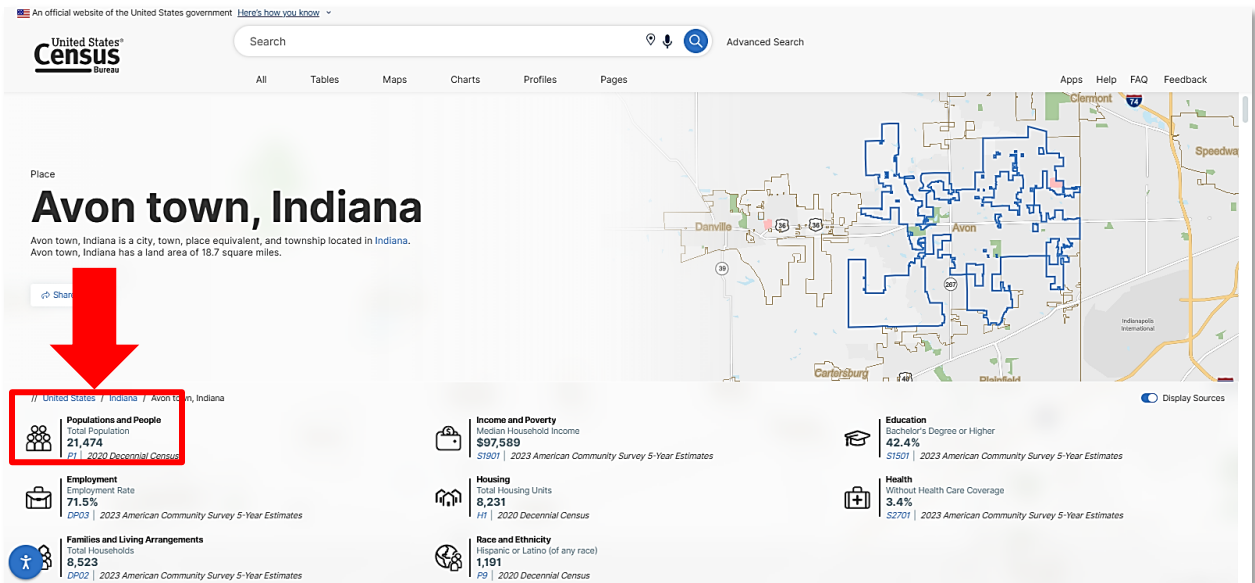 An official website of the United States government Here's how you know
United States®
Census
Bureau
Search
Advanced Search
All Tables Maps Charts Profiles Pages
Apps Help FAQ Feedback
Clermont
74
Speedwa
Place
Avon town, Indiana
Avon town, Indiana is a city, town, place equivalent, and township located in Indiana.
Avon town, Indiana has a land area of 18.7 square miles.
Danville
36
36
Avon
39
267
Share
Indianapolis
International
Cartersburg
40
Plainfield
// United States / Indiana / Avon town, Indiana
Display Sources
Populations and People
Total Population
21,474
P1 | 2020 Decennial Census
Income and Poverty
Median Household Income
$97,589
S1901 | 2023 American Community Survey 5-Year Estimates
Education
Bachelor's Degree or Higher
42.4%
S1501 | 2023 American Community Survey 5-Year Estimates
Employment
Employment Rate
71.5%
DP03 | 2023 American Community Survey 5-Year Estimates
Housing
Total Housing Units
8,231
H1 | 2020 Decennial Census
Health
Without Health Care Coverage
3.4%
S2701 | 2023 American Community Survey 5-Year Estimates
Families and Living Arrangements
Total Households
8,523
DP02 | 2023 American Community Survey 5-Year Estimates
Race and Ethnicity
Hispanic or Latino (of any race)
1,191
P9 | 2020 Decennial Census